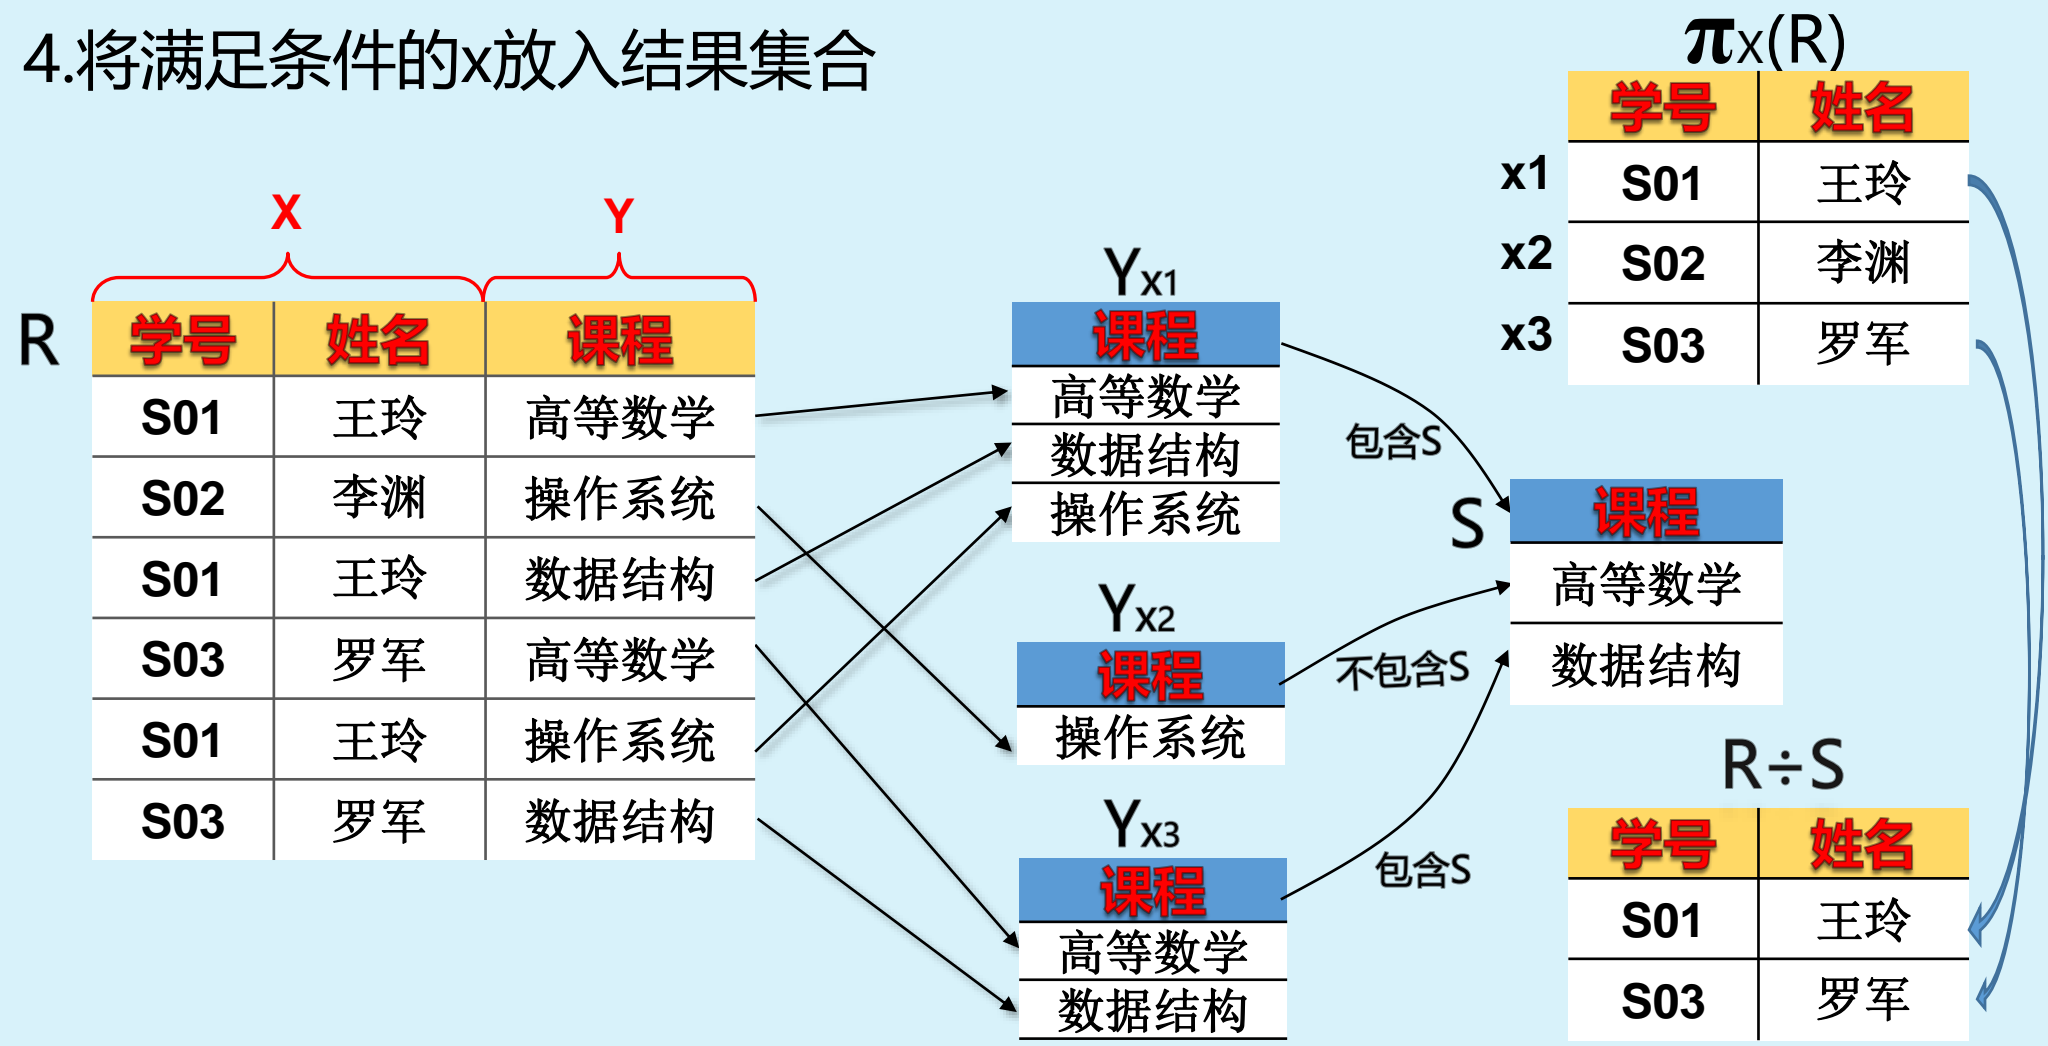 4.将满足条件的x放入结果集合
X Y
R
学号 姓名 课程
S01 王玲 高等数学
S02 李渊 操作系统
S01 王玲 数据结构
S03 罗军 高等数学
S01 王玲 操作系统
S03 罗军 数据结构
Yx1
课程
高等数学
数据结构
操作系统
Yx2
课程
操作系统
Yx3
课程
高等数学
数据结构
包含S
不包含S
包含S
S
课程
高等数学
数据结构
πX(R)
学号 姓名
x1 S01 王玲
x2 S02 李渊
x3 S03 罗军
R÷S
学号 姓名
S01 王玲
S03 罗军